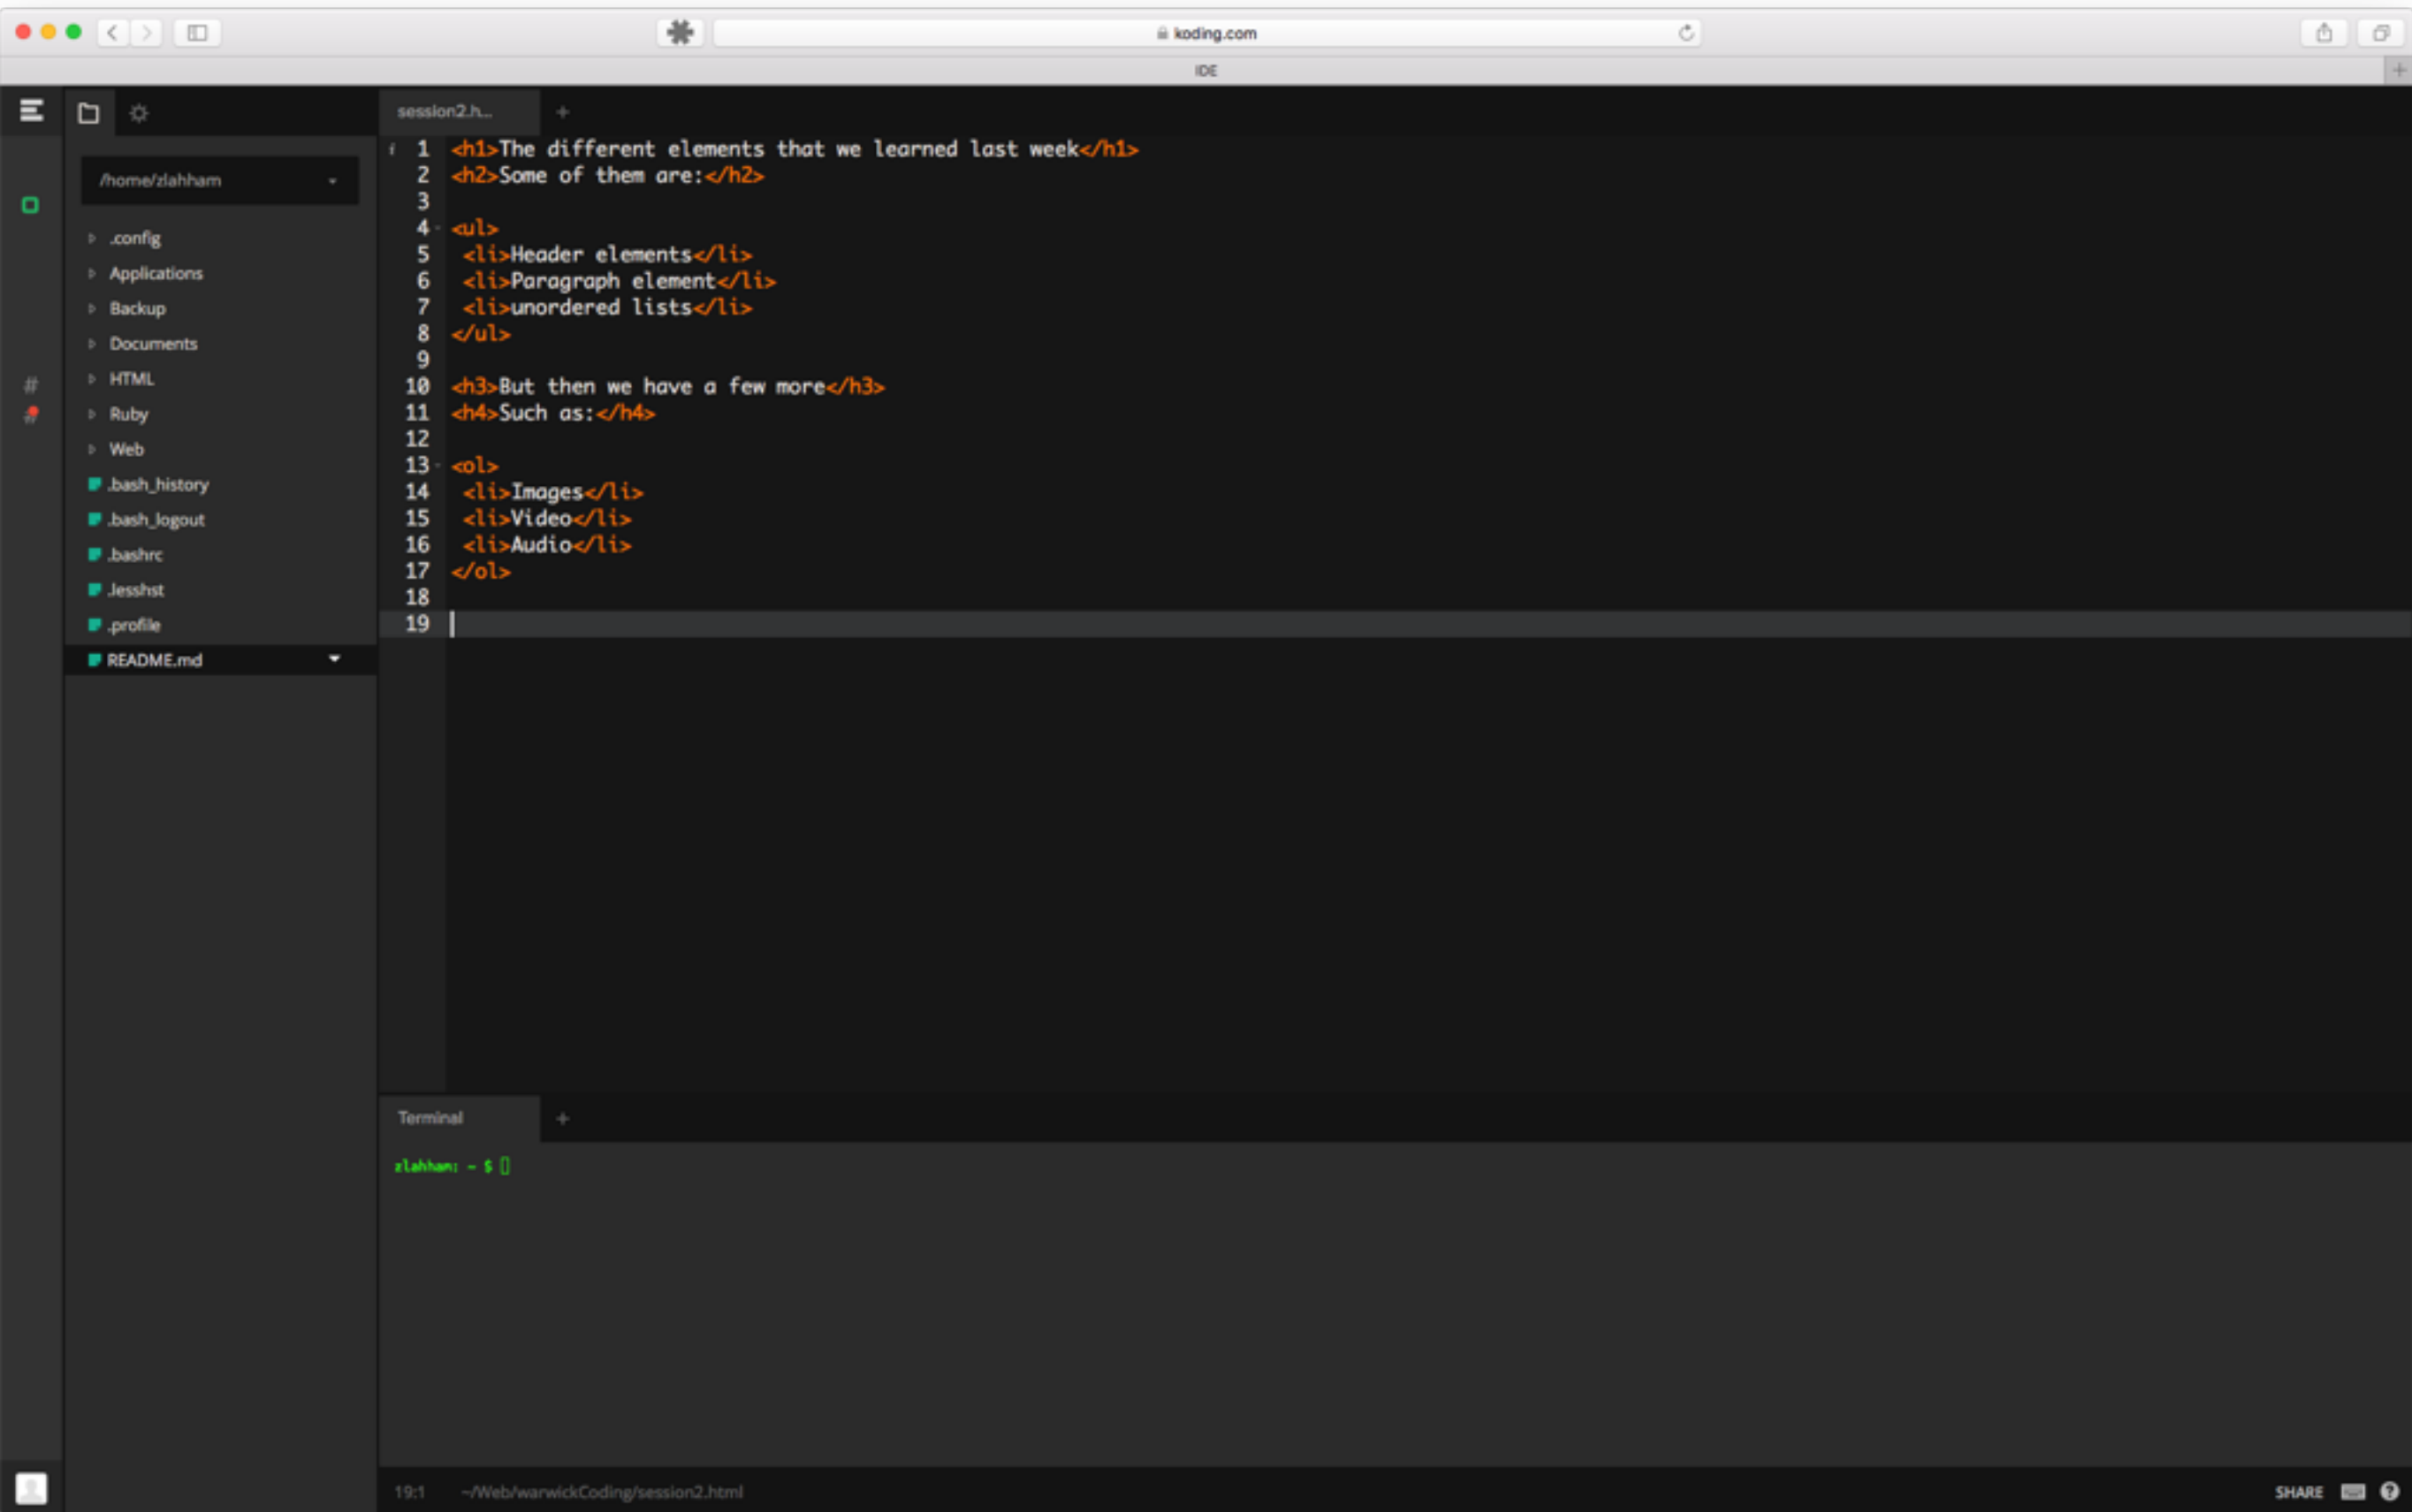 koding.com
IDE
session2.h...
/home/zlahham
.config
Applications
Backup
Documents
HTML
Ruby
Web
.bash_history
.bash_logout
.bashrc
.lesshst
.profile
README.md
1 <h1>The different elements that we learned last week</h1>
2 <h2>Some of them are:</h2>
3
4 <ul>
5 <li>Header elements</li>
6 <li>Paragraph element</li>
7 <li>unordered lists</li>
8 </ul>
9
10 <h3>But then we have a few more</h3>
11 <h4>Such as:</h4>
12
13 <ol>
14 <li>Images</li>
15 <li>Video</li>
16 <li>Audio</li>
17 </ol>
18
19
Terminal
zlahham: ~ $
19:1 ~/Web/warwickCoding/session2.html
SHARE